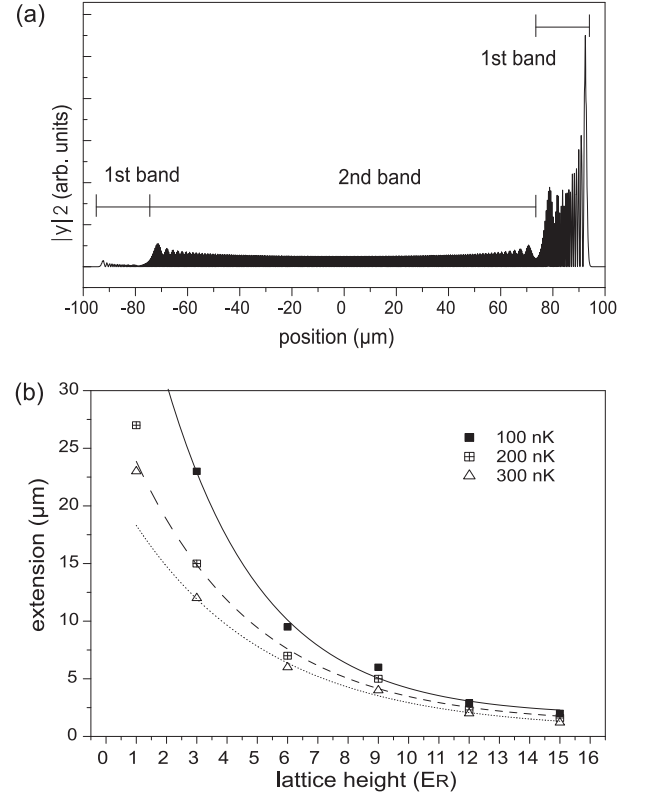 (a)
1st band
1st band
2nd band
|y|2 (arb. units)
-100 -80 -60 -40 -20 0 20 40 60 80 100
position (µm)
(b)
30
25
20
15
10
5
0
extension (µm)
100 nK
200 nK
300 nK
0 1 2 3 4 5 6 7 8 9 10 11 12 13 14 15 16
lattice height (ER)